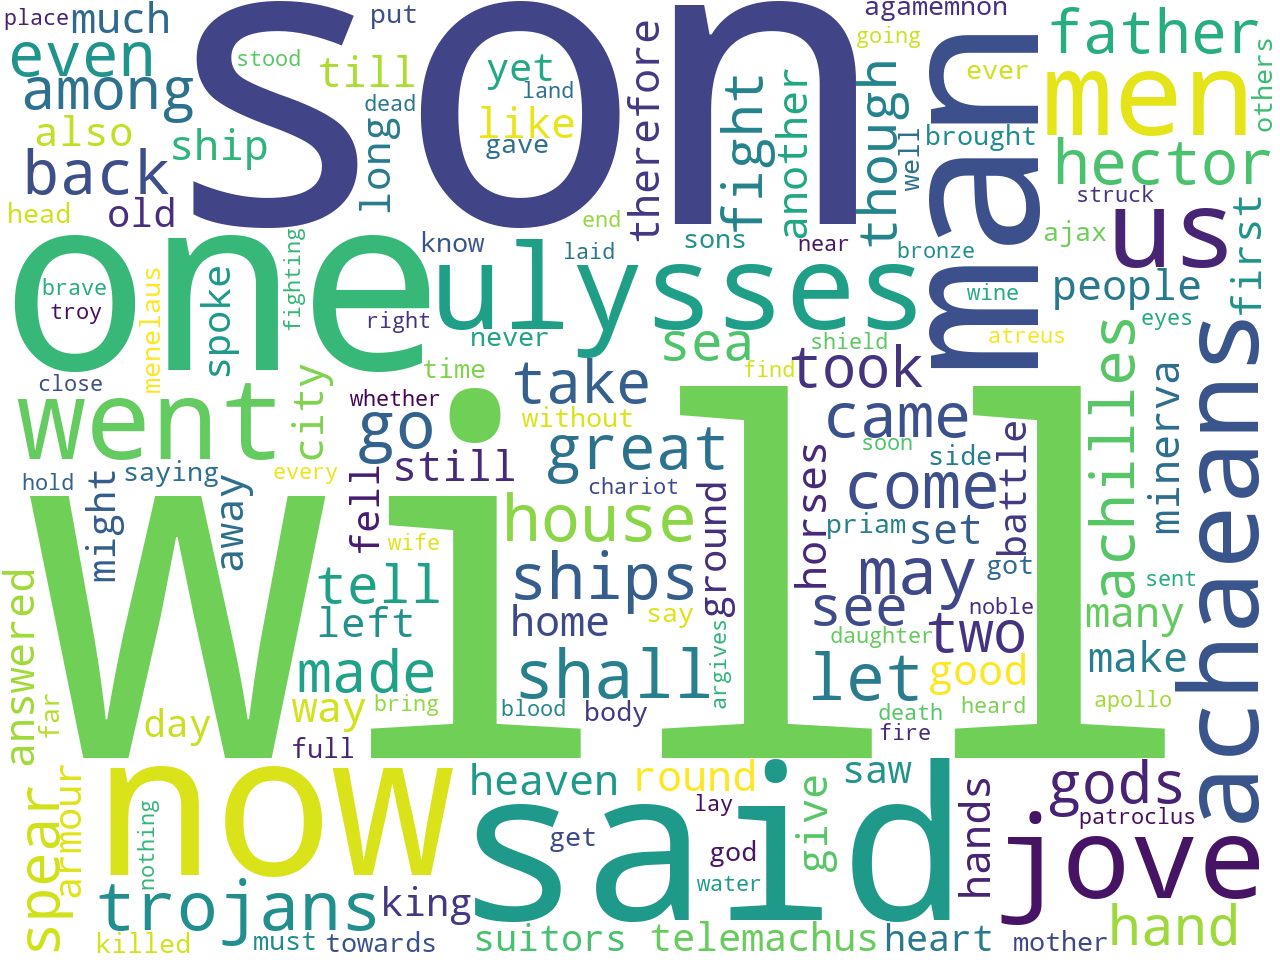 place
much
put
son
agamemnon
going
father
even
stood
till
yet
land
like
gave
therefore
fight
another
though
man
ever
men
others
among
also
ship
dead
long
well
brought
hector
back
head
old
end
sons
near
bronze
struck
ajax
us
first
one
brave
troy
menelaus
spoke
fighting
know
laid
right
ulysses
never
sea
shield
wine
people
atreus
eyes
close
went
city
time
whether
go
take
without
find
took
great
came
soon
side
achilles
minerva
achaeans
hold
might
saying
away
every
fell
still
wife
house
chariot
ground
horses
come
priam
set
battle
got
will
answered
far
tell
left
made
ships
home
say
argives
may
see
noble
two
daughter
sent
many
make
shall
let
good
day
way
bring
full
blood
body
death
fire
heard
apollo
now
said
heaven
round
saw
jove
gods
spear
armour
nothing
get
lay
god
give
water
hands
patroclus
trojans
king
killed
must
towards
suitors
telemachus
heart
mother
hand